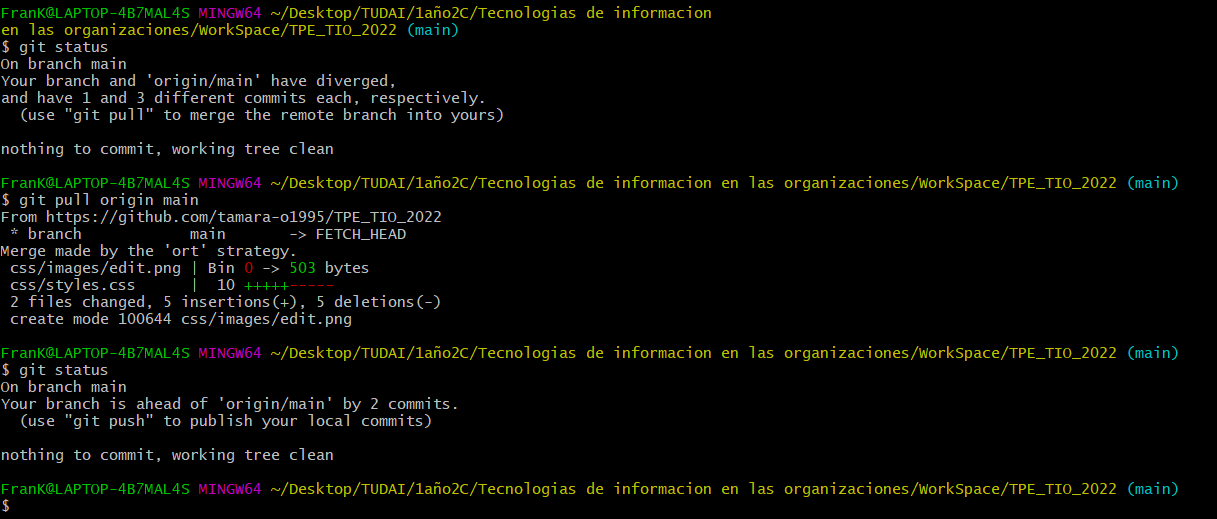 FranK@LAPTOP-4B7MAL4S MINGW64 ~/Desktop/TUDAI/1año2C/Tecnologias de informacion
en las organizaciones/WorkSpace/TPE_TIO_2022 (main)
$ git status
On branch main
Your branch and 'origin/main' have diverged,
and have 1 and 3 different commits each, respectively.
  (use "git pull" to merge the remote branch into yours)
nothing to commit, working tree clean
FranK@LAPTOP-4B7MAL4S MINGW64 ~/Desktop/TUDAI/1año2C/Tecnologias de informacion en las organizaciones/WorkSpace/TPE_TIO_2022 (main)
$ git pull origin main
From https://github.com/tamara-o1995/TPE_TIO_2022
 * branch            main       -> FETCH_HEAD
Merge made by the 'ort' strategy.
 css/images/edit.png | Bin 0 -> 503 bytes
 css/styles.css      |  10 +++++-----
 2 files changed, 5 insertions(+), 5 deletions(-)
 create mode 100644 css/images/edit.png
FranK@LAPTOP-4B7MAL4S MINGW64 ~/Desktop/TUDAI/1año2C/Tecnologias de informacion en las organizaciones/WorkSpace/TPE_TIO_2022 (main)
$ git status
On branch main
Your branch is ahead of 'origin/main' by 2 commits.
  (use "git push" to publish your local commits)
nothing to commit, working tree clean
FranK@LAPTOP-4B7MAL4S MINGW64 ~/Desktop/TUDAI/1año2C/Tecnologias de informacion en las organizaciones/WorkSpace/TPE_TIO_2022 (main)
$